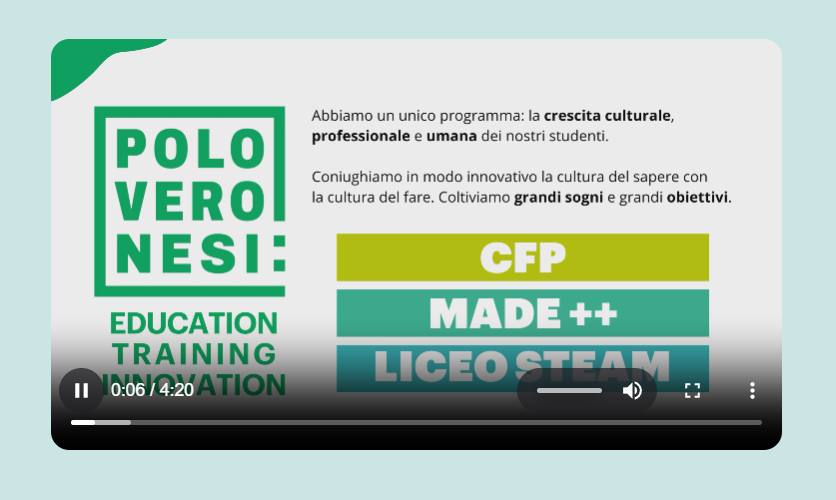 POLO
VERO
NESI:
EDUCATION
TRAINING
INNOVATION
Abbiamo un unico programma: la crescita culturale,
professionale e umana dei nostri studenti.
Coniughiamo in modo innovativo la cultura del sapere con
la cultura del fare. Coltiviamo grandi sogni e grandi obiettivi.
CFP
MADE ++
LICEO STEAM
0:06 / 4:20